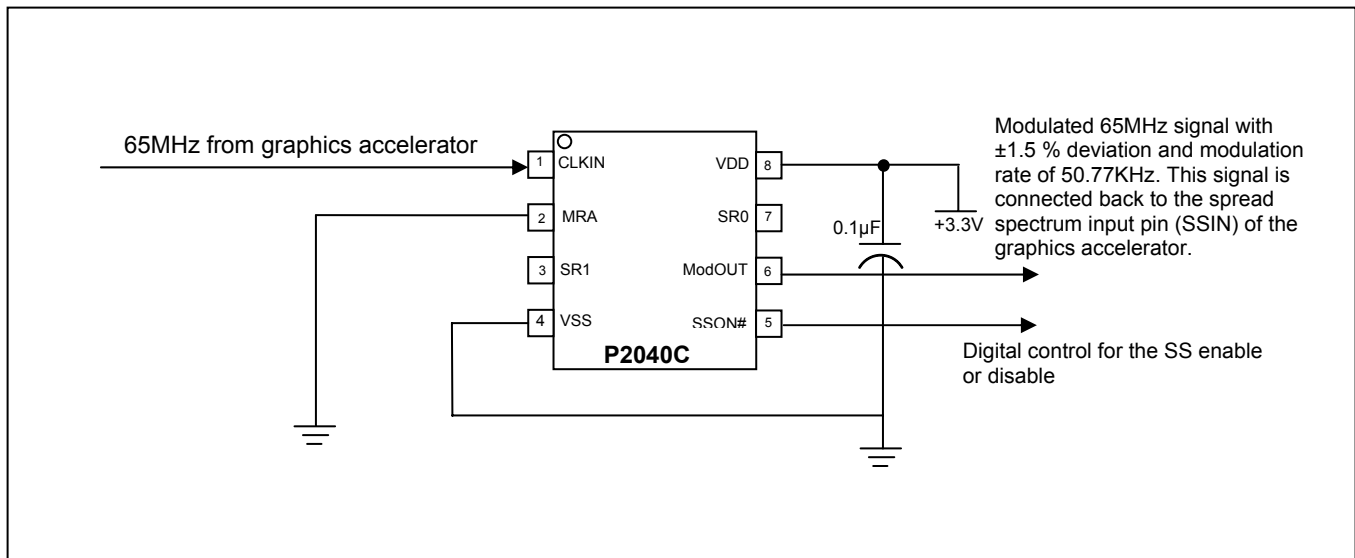 65MHz from graphics accelerator
1 CLKIN
2 MRA
3 SR1
4 VSS
VDD 8
SR0 7
ModOUT 6
SSON# 5
P2040C
0.1µF
+3.3V
Modulated 65MHz signal with
±1.5 % deviation and modulation
rate of 50.77KHz. This signal is
connected back to the spread
spectrum input pin (SSIN) of the
graphics accelerator.
Digital control for the SS enable
or disable